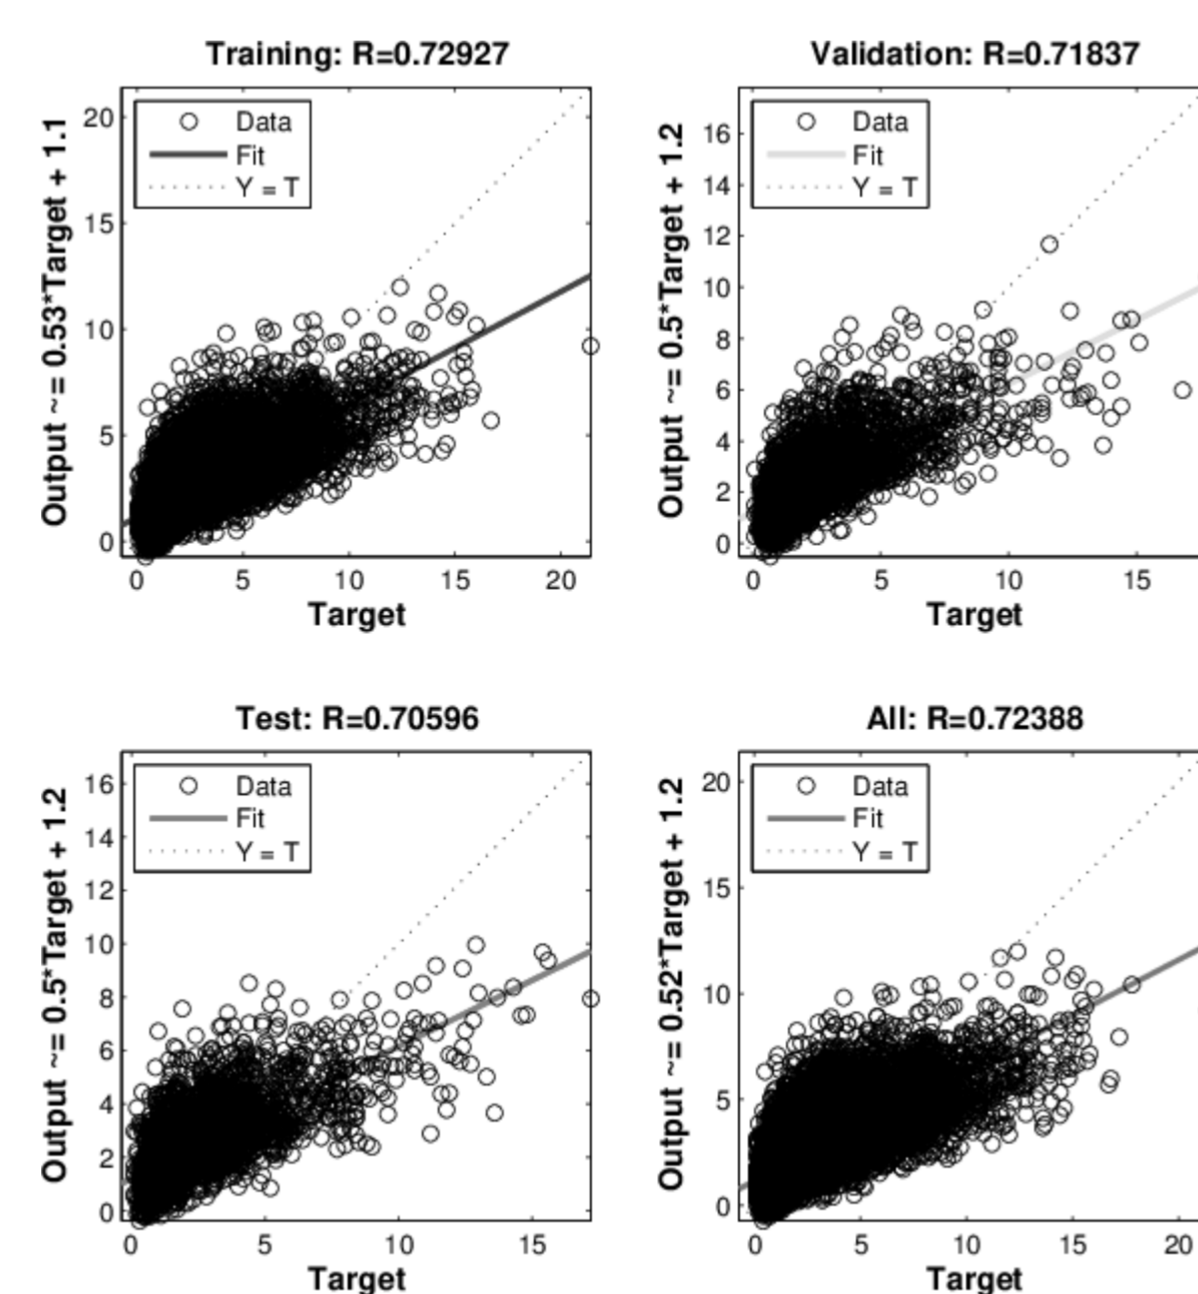 Training: R=0.72927
Output ~= 0.53*Target + 1.1
20
15
10
5
0
Data
Fit
Y = T
0 5 10 15 20
Target
Validation: R=0.71837
Output ~= 0.5*Target + 1.2
16
14
12
10
8
6
4
2
0
Data
Fit
Y = T
0 5 10 15
Target
Test: R=0.70596
Output ~= 0.5*Target + 1.2
16
14
12
10
8
6
4
2
0
Data
Fit
Y = T
0 5 10 15
Target
All: R=0.72388
Output ~= 0.52*Target + 1.2
20
15
10
5
0
Data
Fit
Y = T
0 5 10 15 20
Target